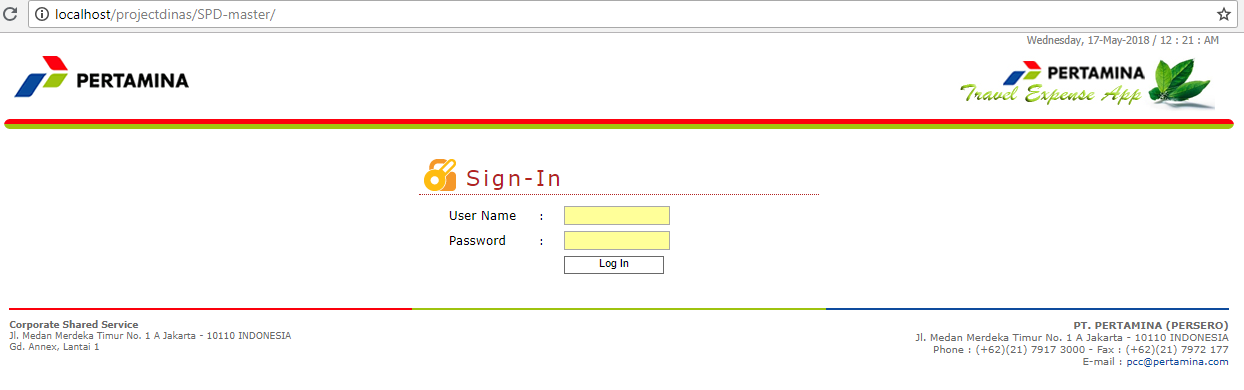 localhost/projectdinas/SPD-master/
Wednesday, 17-May-2018 / 12 : 21 : AM
PERTAMINA
PERTAMINA
Travel Expense App
Sign-In
User Name :
Password :
Log In
Corporate Shared Service
Jl. Medan Merdeka Timur No. 1 A Jakarta - 10110 INDONESIA
Gd. Annex, Lantai 1
PT. PERTAMINA (PERSERO)
Jl. Medan Merdeka Timur No. 1 A Jakarta - 10110 INDONESIA
Phone : (+62)(21) 7917 3000 - Fax : (+62)(21) 7972 177
E-mail : pcc@pertamina.com